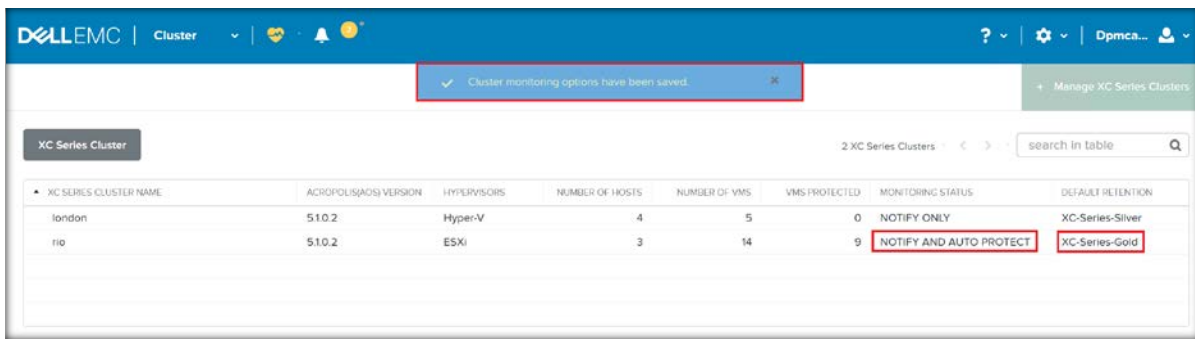 DELLEMC | Cluster
? | Dpmca...
Cluster monitoring options have been saved.
+ Manage XC Series Clusters
XC Series Cluster
2 XC Series Clusters < > search in table
XC SERIES CLUSTER NAME ACROPOLIS(AOS) VERSION HYPERVISORS NUMBER OF HOSTS NUMBER OF VMS VMS PROTECTED MONITORING STATUS DEFAULT RETENTION
london 5.1.0.2 Hyper-V 4 5 0 NOTIFY ONLY XC-Series-Silver
rio 5.1.0.2 ESXi 3 14 9 NOTIFY AND AUTO PROTECT XC-Series-Gold